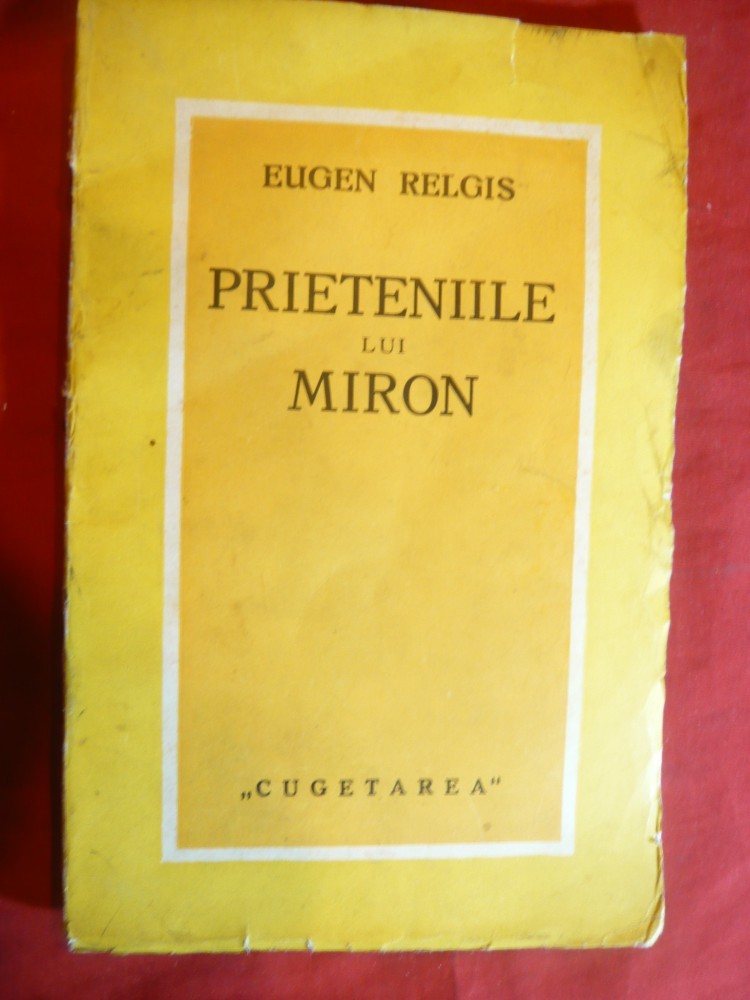 EUGEN RELGIS
PRIETENIILE
LUI
MIRON
„CUGETAREA"